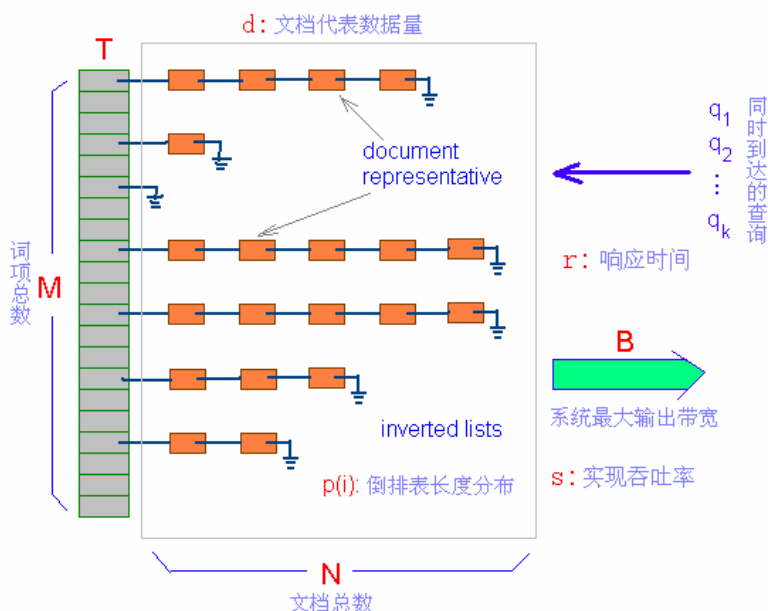 d: 文档代表数据量
T
q1
q2
⋮
qk
同时到达的查询
document
representative
词项总数
M
r: 响应时间
B
系统最大输出带宽
inverted lists
p(i): 倒排表长度分布
s: 实现吞吐率
N
文档总数